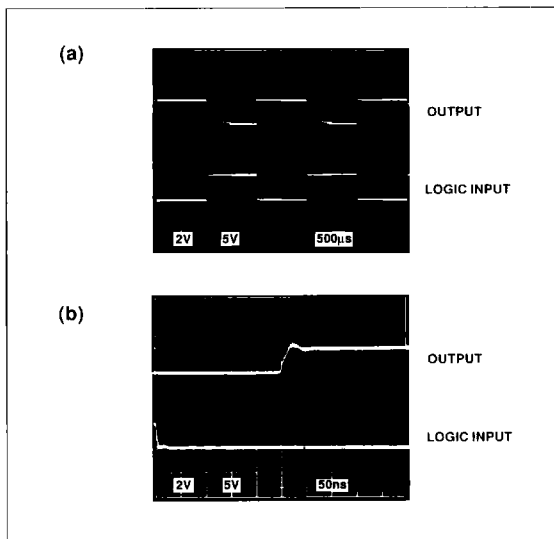 (a)
OUTPUT
LOGIC INPUT
2V 5V 500µs
(b)
OUTPUT
LOGIC INPUT
2V 5V 50ns